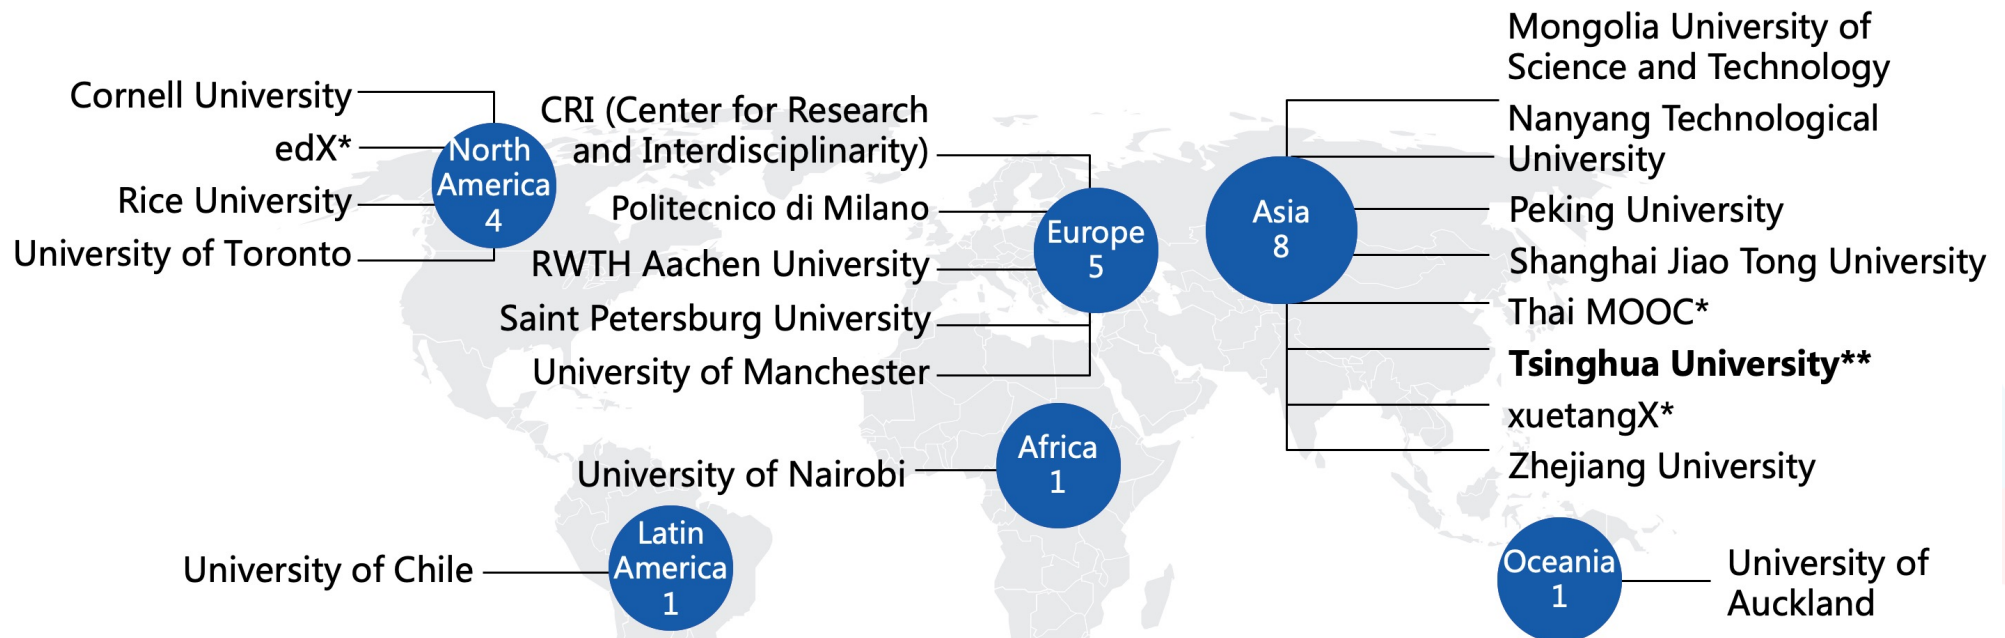 Cornell University
edX*
Rice University
University of Toronto
North
America
4
CRI (Center for Research
and Interdisciplinarity)
Politecnico di Milano
RWTH Aachen University
Saint Petersburg University
University of Manchester
Europe
5
Asia
8
Mongolia University of
Science and Technology
Nanyang Technological
University
Peking University
Shanghai Jiao Tong University
Thai MOOC*
Tsinghua University**
xuetangX*
Zhejiang University
University of Nairobi
Africa
1
University of Chile
Latin
America
1
Oceania
1
University of
Auckland